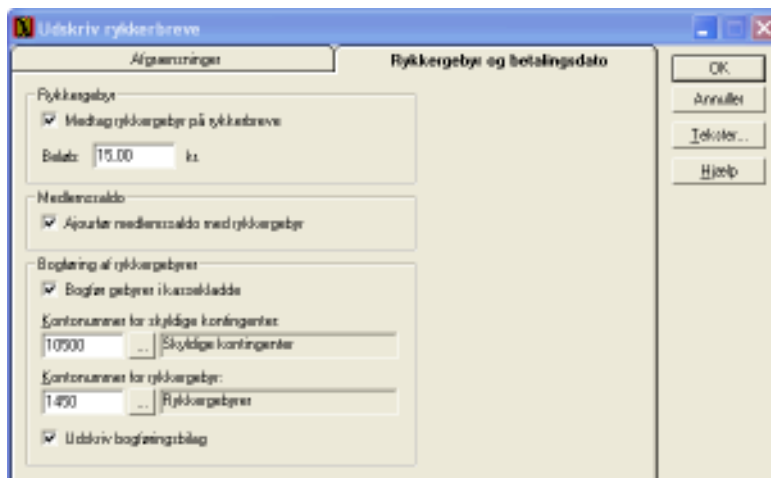 Udskriv rykkerbreve
Afgrænsninger
Rykkergebyr og betalingsdato
OK
Annuller
Tekster...
Hjælp
Rykkergebyr
Medtag rykkergebyr på rykkerbreve
Beløb: 15,00 kr.
Medlemssaldo
Ajourfør medlemssaldo med rykkergebyr
Bogføring af rykkergebyrer
Bogfør gebyrer i kassekladde
Kontonummer for skyldige kontingenter:
10500 ... Skyldige kontingenter
Kontonummer for rykkergebyr:
1450 ... Rykkergebyrer
Udskriv bogføringsbilag